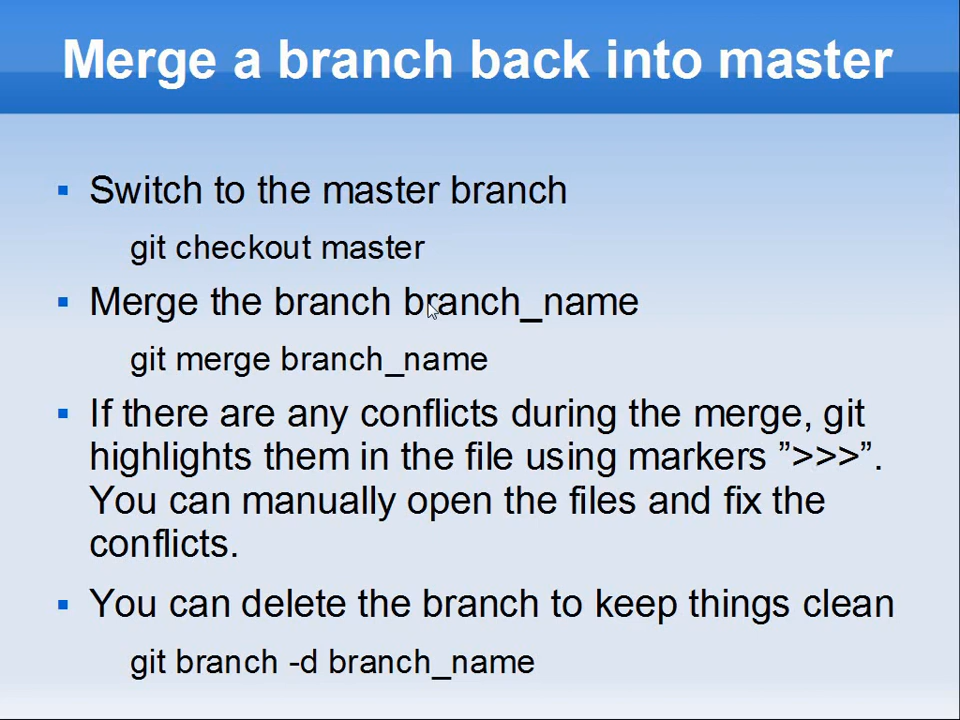 Merge a branch back into master
Switch to the master branch
git checkout master
Merge the branch branch_name
git merge branch_name
If there are any conflicts during the merge, git
highlights them in the file using markers ”>>>”.
You can manually open the files and fix the
conflicts.
You can delete the branch to keep things clean
git branch -d branch_name